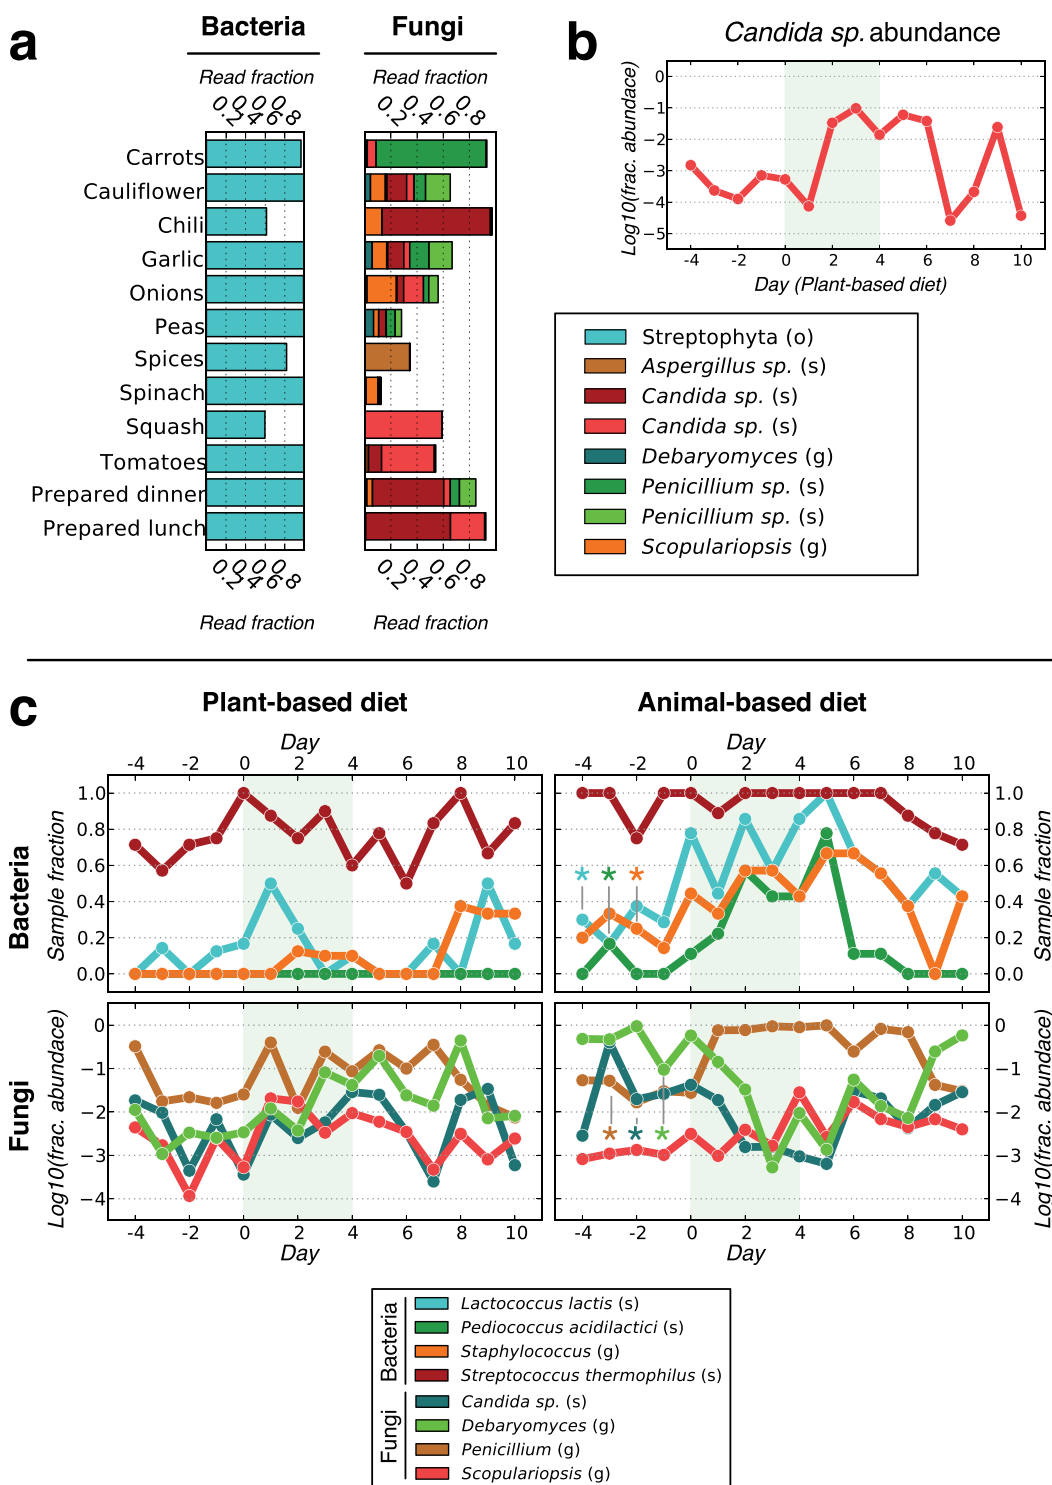 a
Bacteria
Fungi
Read fraction
Read fraction
0.2 0.4 0.6 0.8
0.2 0.4 0.6 0.8
Carrots
Cauliflower
Chili
Garlic
Onions
Peas
Spices
Spinach
Squash
Tomatoes
Prepared dinner
Prepared lunch
0.2 0.4 0.6 0.8
0.2 0.4 0.6 0.8
Read fraction
Read fraction
b
Candida sp. abundance
Log10(frac. abundace)
0
−1
−2
−3
−4
−5
-4 -2 0 2 4 6 8 10
Day (Plant-based diet)
Streptophyta (o)
Aspergillus sp. (s)
Candida sp. (s)
Candida sp. (s)
Debaryomyces (g)
Penicillium sp. (s)
Penicillium sp. (s)
Scopulariopsis (g)
c
Plant-based diet
Animal-based diet
Day
Day
-4 -2 0 2 4 6 8 10
-4 -2 0 2 4 6 8 10
Bacteria
Sample fraction
1.0
0.8
0.6
0.4
0.2
0.0
* * *
1.0
0.8
0.6
0.4
0.2
0.0
Sample fraction
Fungi
Log10(frac. abundace)
0
−1
−2
−3
−4
* * *
0
−1
−2
−3
−4
Log10(frac. abundace)
-4 -2 0 2 4 6 8 10
-4 -2 0 2 4 6 8 10
Day
Day
Bacteria
Lactococcus lactis (s)
Pediococcus acidilactici (s)
Staphylococcus (g)
Streptococcus thermophilus (s)
Fungi
Candida sp. (s)
Debaryomyces (g)
Penicillium (g)
Scopulariopsis (g)